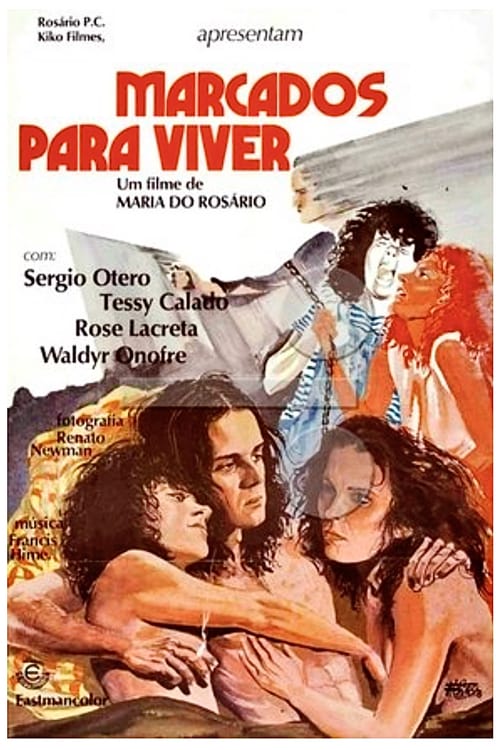 Rosário P.C.
Kiko Filmes,
apresentam
MARCADOS
PARA VIVER
Um filme de
MARIA DO ROSÁRIO
com:
Sergio Otero
Tessy Calado
Rose Lacreta
Waldyr Onofre
fotografia
Renato
Newman
música
Francis
Hime.
Eastmancolor